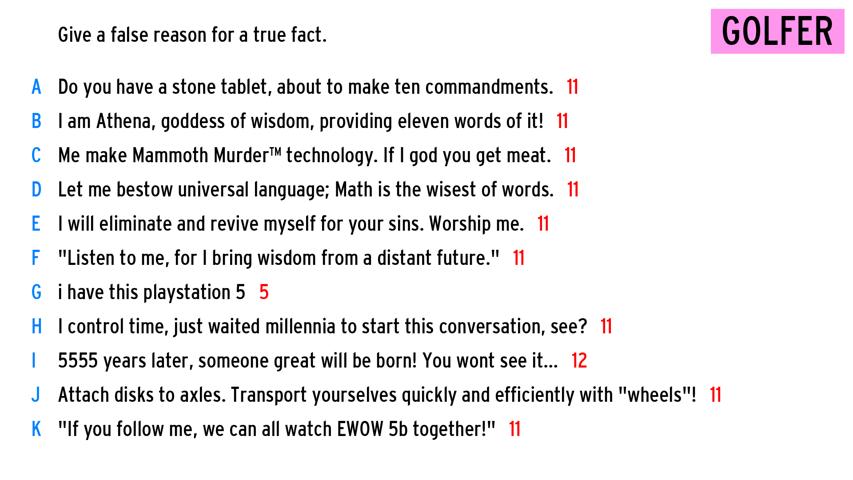 GOLFER
Give a false reason for a true fact.
A Do you have a stone tablet, about to make ten commandments. 11
B I am Athena, goddess of wisdom, providing eleven words of it! 11
C Me make Mammoth Murder™ technology. If I god you get meat. 11
D Let me bestow universal language; Math is the wisest of words. 11
E I will eliminate and revive myself for your sins. Worship me. 11
F "Listen to me, for I bring wisdom from a distant future." 11
G i have this playstation 5 5
H I control time, just waited millennia to start this conversation, see? 11
I 5555 years later, someone great will be born! You wont see it... 12
J Attach disks to axles. Transport yourselves quickly and efficiently with "wheels"! 11
K "If you follow me, we can all watch EWOW 5b together!" 11